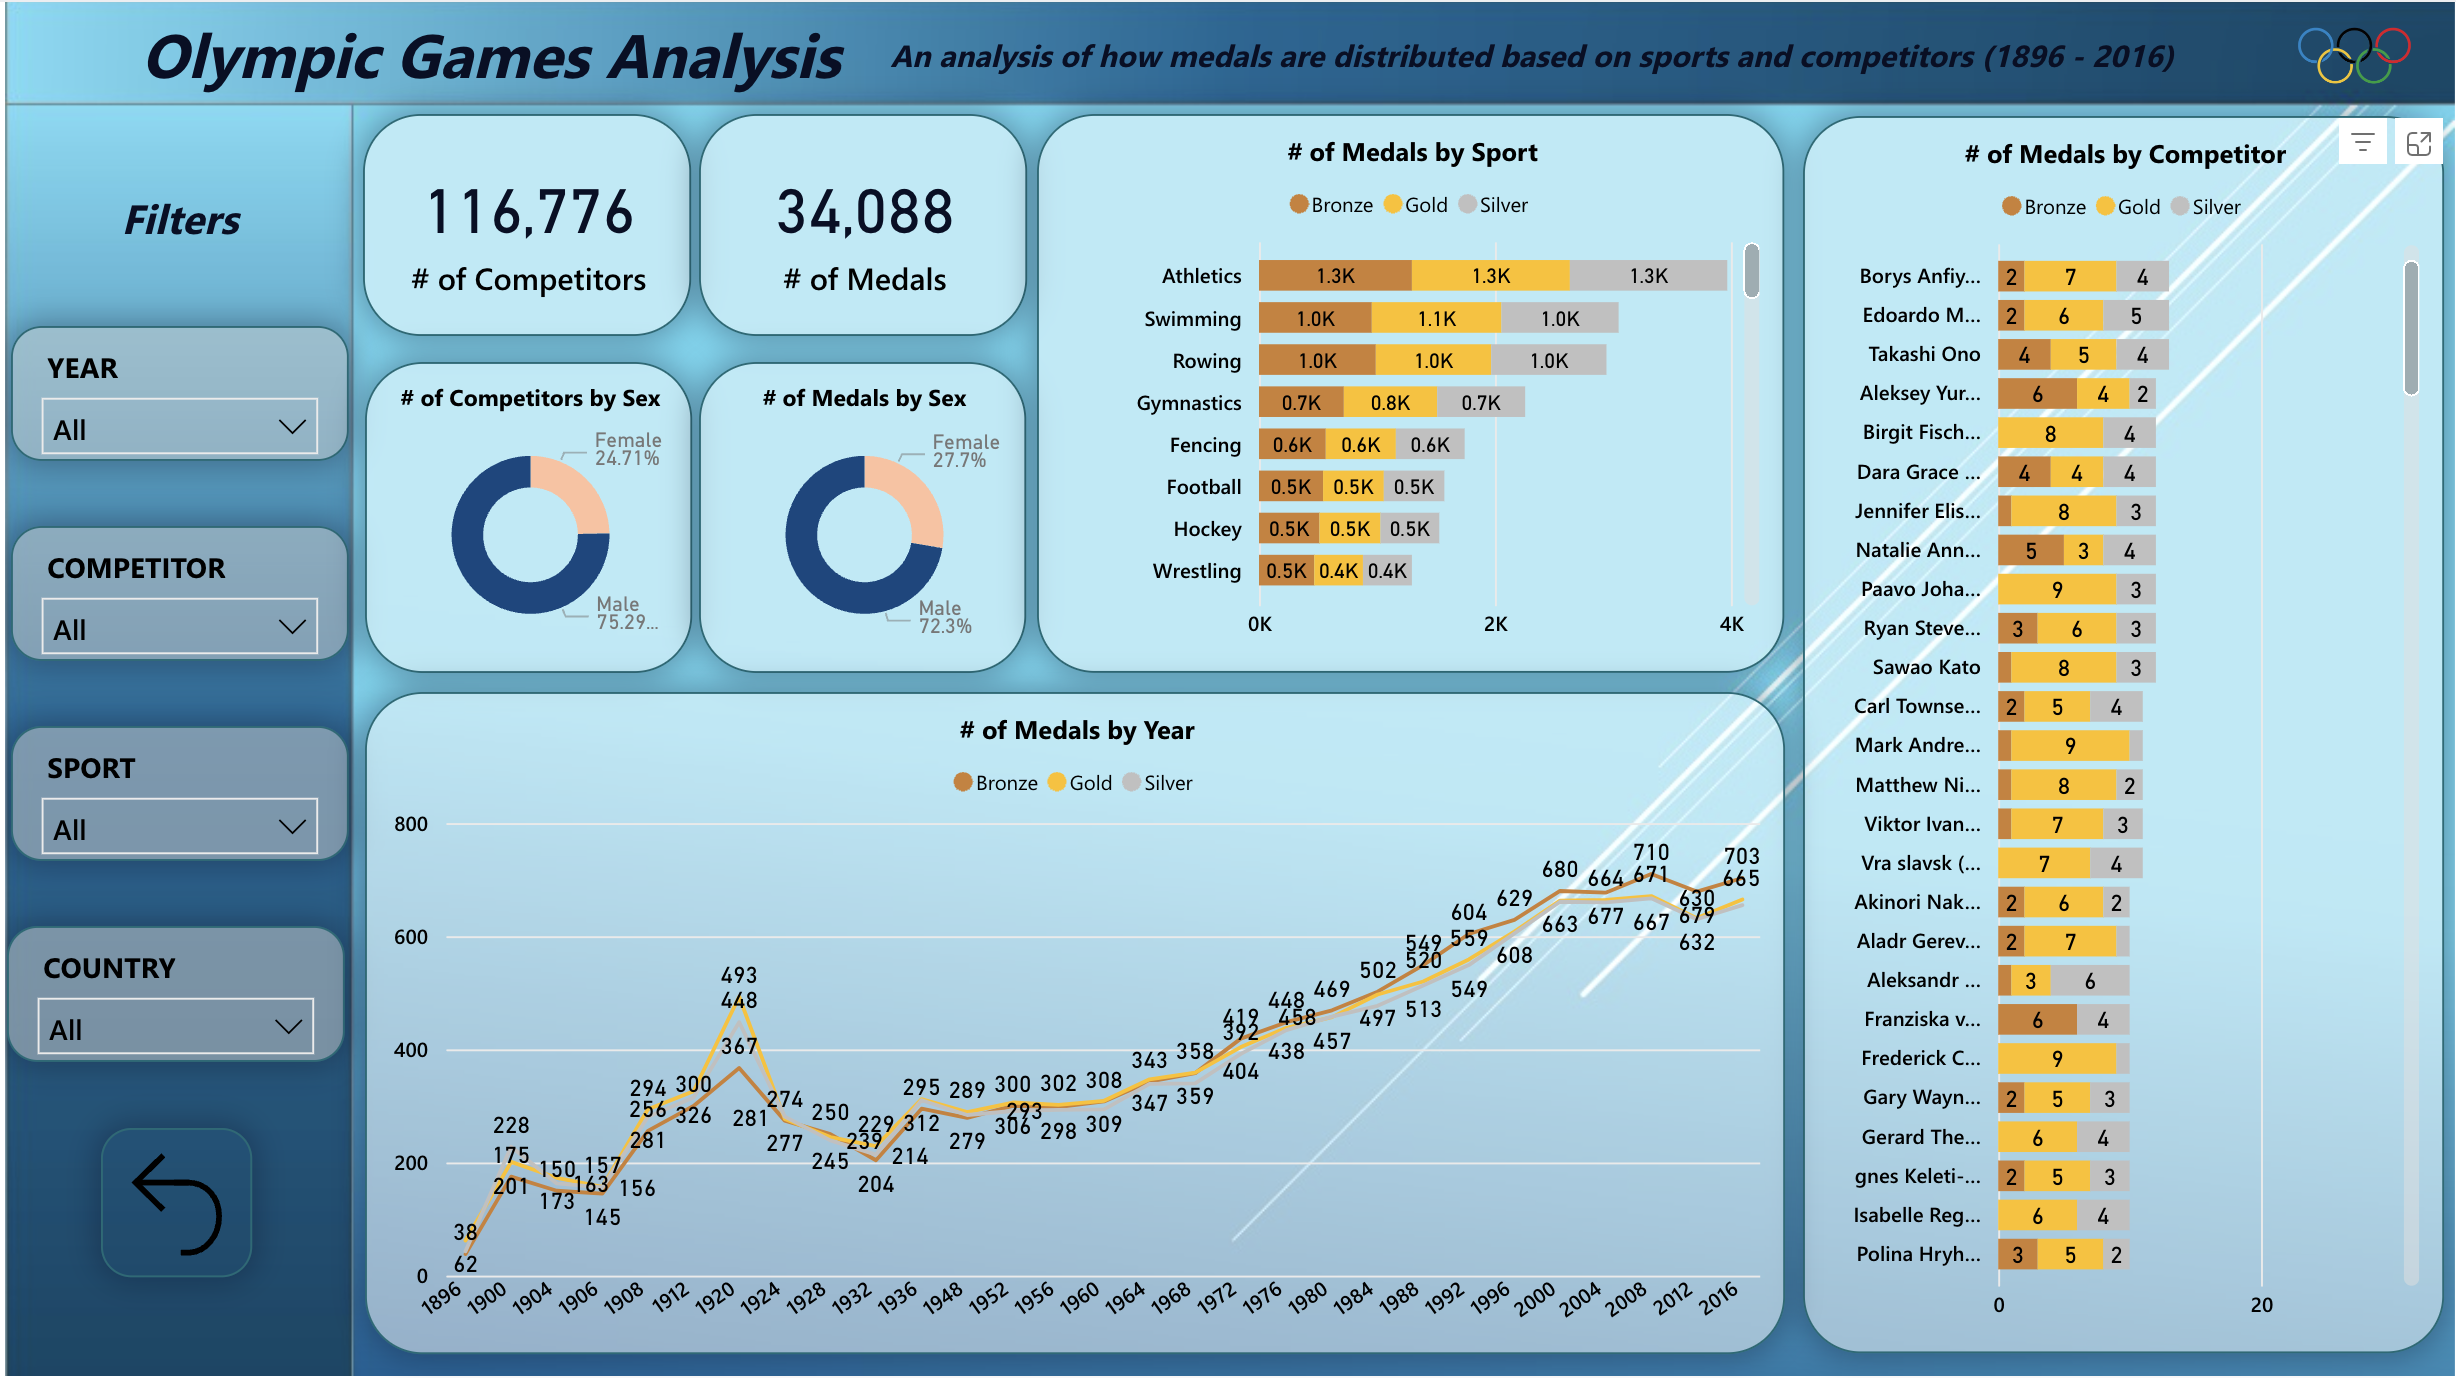 Olympic Games Analysis
An analysis of how medals are distributed based on sports and competitors (1896 - 2016)
Filters
YEAR
All
COMPETITOR
All
SPORT
All
COUNTRY
All
116,776
# of Competitors
34,088
# of Medals
# of Competitors by Sex
Female
24.71%
Male
75.29...
# of Medals by Sex
Female
27.7%
Male
72.3%
# of Medals by Sport
Bronze Gold Silver
Athletics 1.3K 1.3K 1.3K
Swimming 1.0K 1.1K 1.0K
Rowing 1.0K 1.0K 1.0K
Gymnastics 0.7K 0.8K 0.7K
Fencing 0.6K 0.6K 0.6K
Football 0.5K 0.5K 0.5K
Hockey 0.5K 0.5K 0.5K
Wrestling 0.5K 0.4K 0.4K
0K 2K 4K
# of Medals by Year
Bronze Gold Silver
800
600
400
200
0
38
62
228
175
201
150
173
157
163
145
156
294
256
281
300
326
493
448
367
281
274
277
250
245
229
239
204
214
295
312
289
279
300
293
306
302
298
308
309
343
347
358
359
419
392
404
448
458
438
469
457
502
497
549
520
513
604
559
549
629
608
680
663
664
677
710
671
667
630
679
632
703
665
1896 1900 1904 1906 1908 1912 1920 1924 1928 1932 1936 1948 1952 1956 1960 1964 1968 1972 1976 1980 1984 1988 1992 1996 2000 2004 2008 2012 2016
# of Medals by Competitor
Bronze Gold Silver
Borys Anfiy... 2 7 4
Edoardo M... 2 6 5
Takashi Ono 4 5 4
Aleksey Yur... 6 4 2
Birgit Fisch... 8 4
Dara Grace ... 4 4 4
Jennifer Elis... 8 3
Natalie Ann... 5 3 4
Paavo Joha... 9 3
Ryan Steve... 3 6 3
Sawao Kato 8 3
Carl Townse... 2 5 4
Mark Andre... 9
Matthew Ni... 8 2
Viktor Ivan... 7 3
Vra slavsk (... 7 4
Akinori Nak... 2 6 2
Aladr Gerev... 2 7
Aleksandr ... 3 6
Franziska v... 6 4
Frederick C... 9
Gary Wayn... 2 5 3
Gerard The... 6 4
gnes Keleti-... 2 5 3
Isabelle Reg... 6 4
Polina Hryh... 3 5 2
0 20